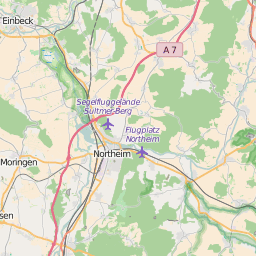 Einbeck
A 7
Segelfluggelände
Sultmer Berg
Flugplatz
Northeim
Moringen
Northeim
sen